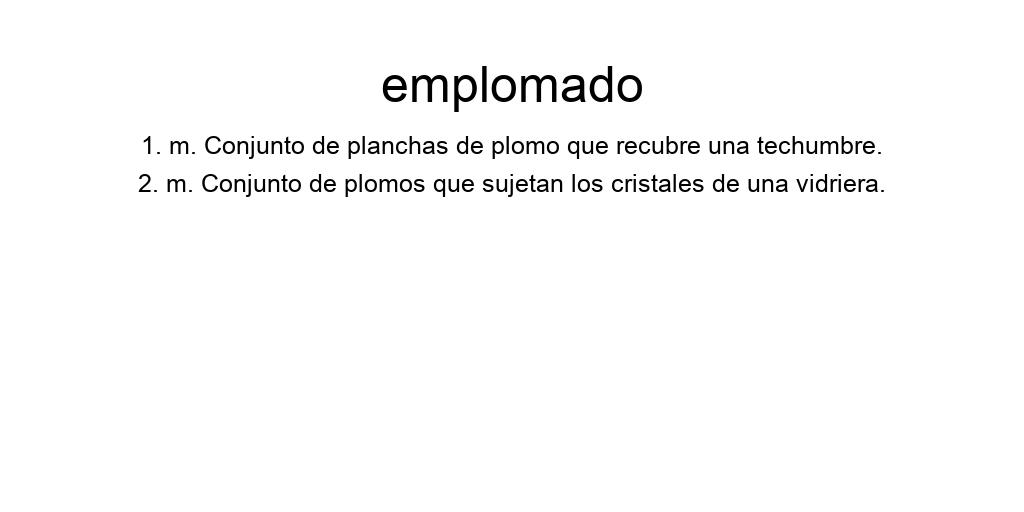 emplomado
1. m. Conjunto de planchas de plomo que recubre una techumbre.
2. m. Conjunto de plomos que sujetan los cristales de una vidriera.